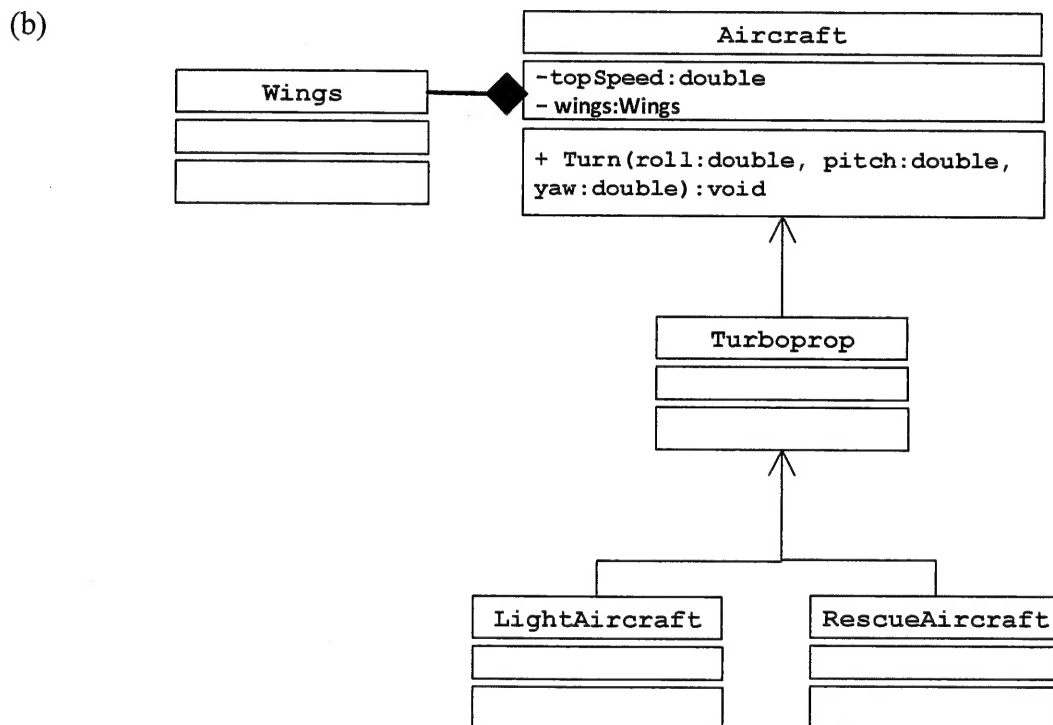 (b)
Aircraft
-topSpeed:double
- wings:Wings
+ Turn(roll:double, pitch:double,
yaw:double):void
Wings
Turboprop
LightAircraft
RescueAircraft